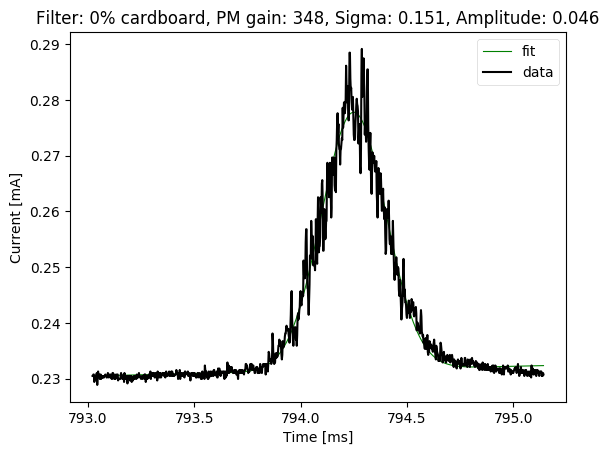 Filter: 0% cardboard, PM gain: 348, Sigma: 0.151, Amplitude: 0.046
fit
data
0.29
0.28
0.27
0.26
0.25
0.24
0.23
Current [mA]
793.0 793.5 794.0 794.5 795.0
Time [ms]